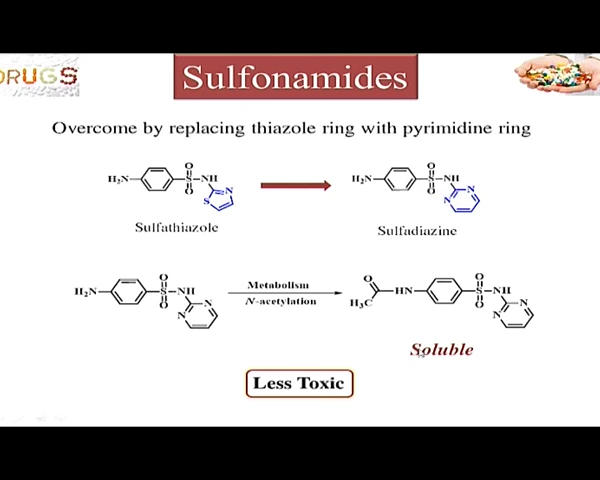 DRUGS
Sulfonamides
Overcome by replacing thiazole ring with pyrimidine ring
H₂N
O
S
O
NH
N
S
Sulfathiazole
H₂N
O
S
O
NH
N
N
Sulfadiazine
H₂N
O
S
O
NH
N
N
Metabolism
N-acetylation
O
H₃C
HN
O
S
O
NH
N
N
Soluble
Less Toxic